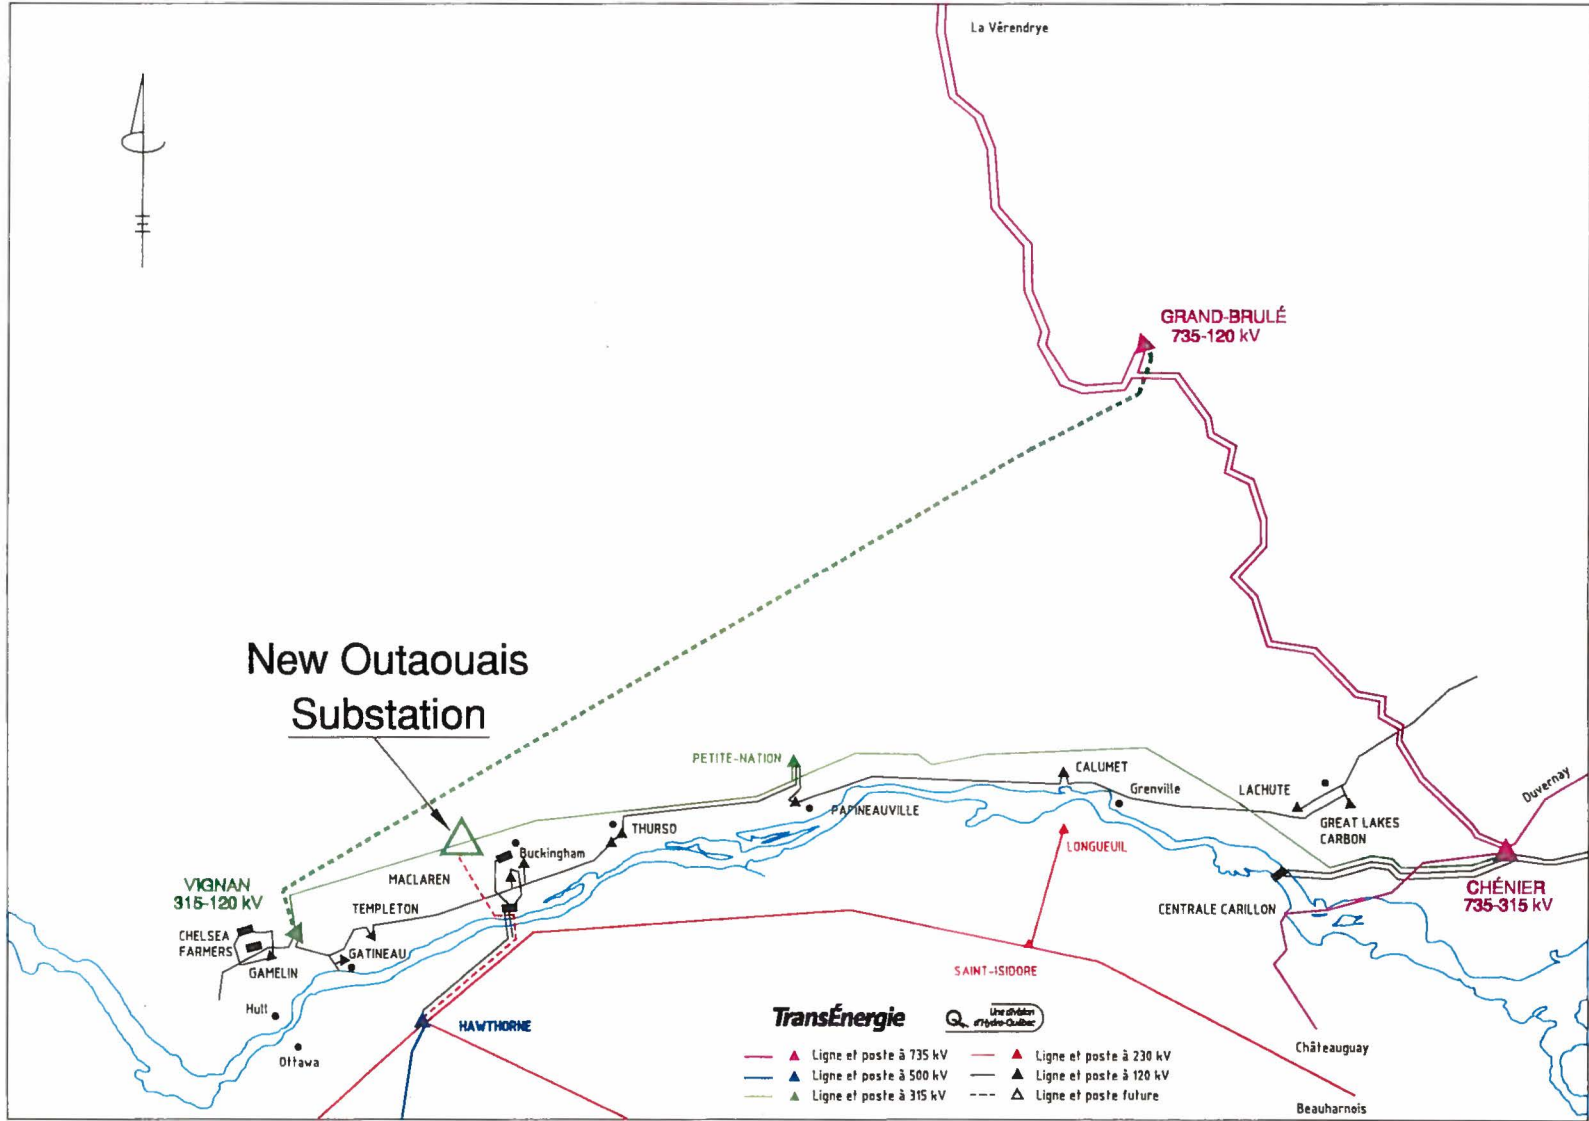 La Vérendrye
GRAND-BRULÉ
735-120 kV
New Outaouais
Substation
PETITE-NATION
CALUMET
Grenville
LACHUTE
Duvernay
PAPINEAUVILLE
GREAT LAKES
CARBON
THURSO
Buckingham
LONGUEUIL
MACLAREN
VIGNAN
315-120 kV
TEMPLETON
CHÉNIER
735-315 kV
CENTRALE CARILLON
CHELSEA
FARMERS
GATINEAU
GAMELIN
SAINT-ISIDORE
Hull
HAWTHORNE
Ottawa
TransÉnergie
Une division
d'Hydro-Québec
Châteauguay
Ligne et poste à 735 kV
Ligne et poste à 230 kV
Ligne et poste à 500 kV
Ligne et poste à 120 kV
Ligne et poste à 315 kV
Ligne et poste future
Beauharnois